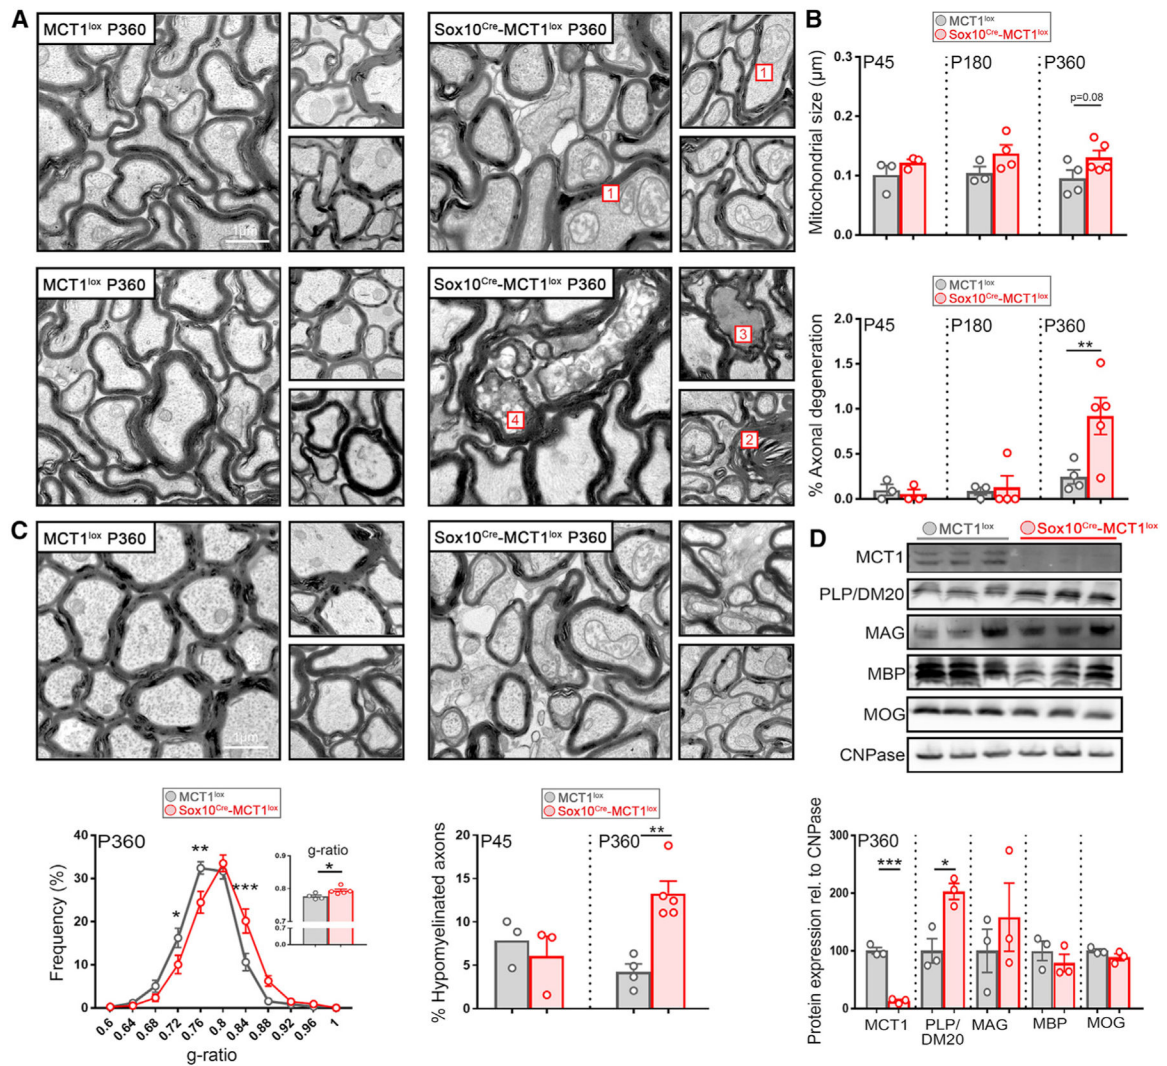 A
MCT1lox P360
1µm
Sox10Cre-MCT1lox P360
1
1
MCT1lox P360
Sox10Cre-MCT1lox P360
4
3
2
B
MCT1lox
Sox10Cre-MCT1lox
Mitochondrial size (µm)
0.3
0.2
0.1
0.0
P45
P180
P360
p=0.08
MCT1lox
Sox10Cre-MCT1lox
% Axonal degeneration
2.0
1.5
1.0
0.5
0.0
P45
P180
P360
**
C
MCT1lox P360
1µm
Sox10Cre-MCT1lox P360
D
MCT1lox
Sox10Cre-MCT1lox
MCT1
PLP/DM20
MAG
MBP
MOG
CNPase
MCT1lox
Sox10Cre-MCT1lox
P360
Frequency (%)
40
30
20
10
0
*
**
***
g-ratio
0.9
0.8
0.7
0.0
*
0.6 0.64 0.68 0.72 0.76 0.8 0.84 0.88 0.92 0.96 1
g-ratio
MCT1lox
Sox10Cre-MCT1lox
% Hypomyelinated axons
20
15
10
5
0
P45
P360
**
Protein expression rel. to CNPase
300
200
100
0
P360
***
*
MCT1
PLP/
DM20
MAG
MBP
MOG